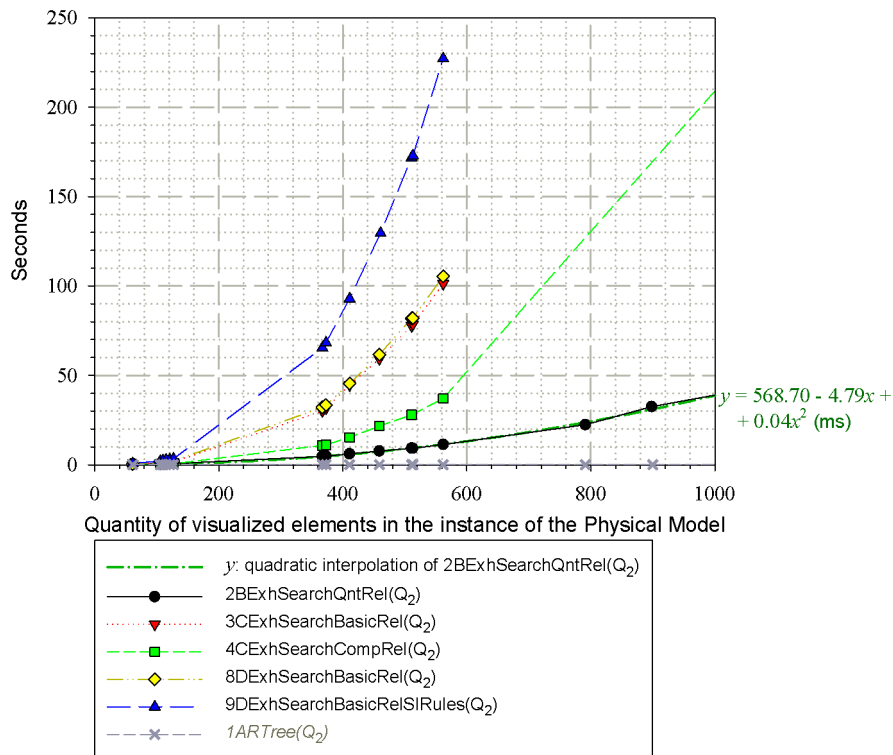 250
200
150
100
50
0
Seconds
0 200 400 600 800 1000
Quantity of visualized elements in the instance of the Physical Model
y = 568.70 - 4.79x +
+ 0.04x² (ms)
y: quadratic interpolation of 2BExhSearchQntRel(Q₂)
2BExhSearchQntRel(Q₂)
3CExhSearchBasicRel(Q₂)
4CExhSearchCompRel(Q₂)
8DExhSearchBasicRel(Q₂)
9DExhSearchBasicRelSIRules(Q₂)
1ARTree(Q₂)